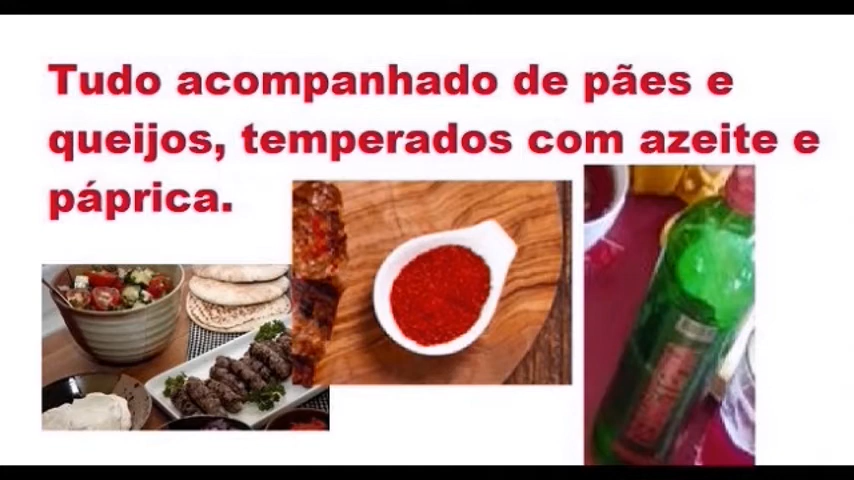 Tudo acompanhado de pães e
queijos, temperados com azeite e
páprica.